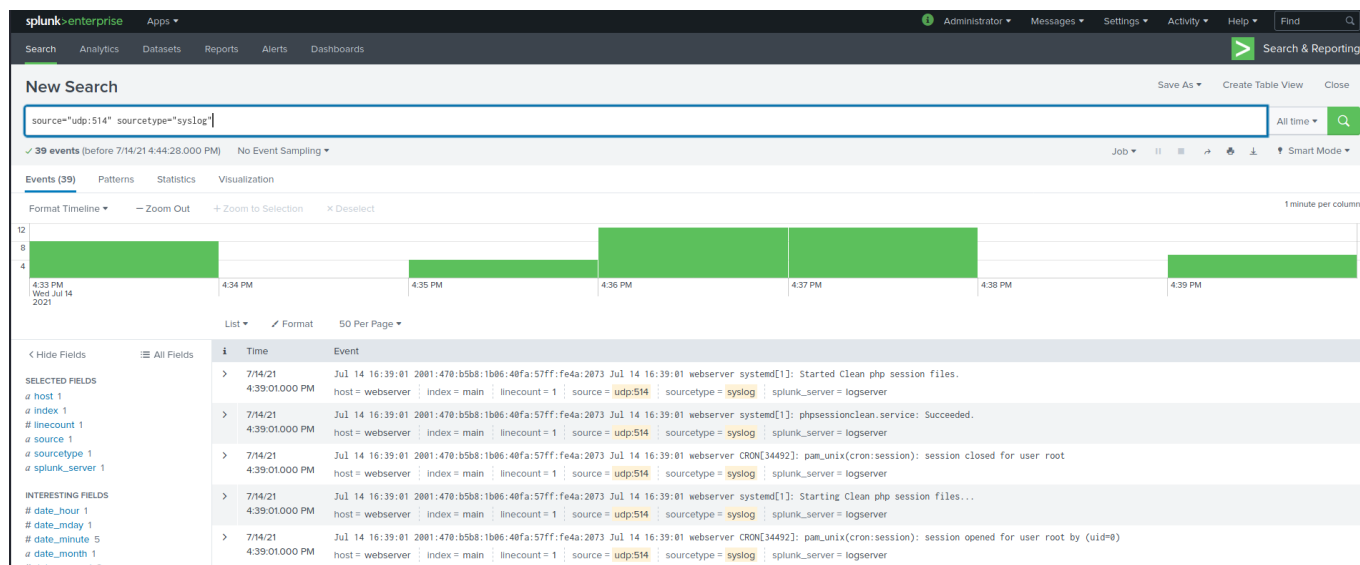 splunk>enterprise Apps ▾ i Administrator ▾ Messages ▾ Settings ▾ Activity ▾ Help ▾ Find
Search Analytics Datasets Reports Alerts Dashboards > Search & Reporting
New Search Save As ▾ Create Table View Close
source="udp:514" sourcetype="syslog" All time ▾
✓ 39 events (before 7/14/21 4:44:28.000 PM) No Event Sampling ▾ Job ▾ Smart Mode ▾
Events (39) Patterns Statistics Visualization
Format Timeline ▾ — Zoom Out + Zoom to Selection × Deselect 1 minute per column
12
8
4
4:33 PM 4:34 PM 4:35 PM 4:36 PM 4:37 PM 4:38 PM 4:39 PM
Wed Jul 14
2021
List ▾ Format 50 Per Page ▾
< Hide Fields All Fields i Time Event
SELECTED FIELDS
a host 1
a index 1
# linecount 1
a source 1
a sourcetype 1
a splunk_server 1
INTERESTING FIELDS
# date_hour 1
# date_mday 1
# date_minute 5
a date_month 1
> 7/14/21 Jul 14 16:39:01 2001:470:b5b8:1b06:40fa:57ff:fe4a:2073 Jul 14 16:39:01 webserver systemd[1]: Started Clean php session files.
4:39:01.000 PM host = webserver index = main linecount = 1 source = udp:514 sourcetype = syslog splunk_server = logserver
> 7/14/21 Jul 14 16:39:01 2001:470:b5b8:1b06:40fa:57ff:fe4a:2073 Jul 14 16:39:01 webserver systemd[1]: phpsessionclean.service: Succeeded.
4:39:01.000 PM host = webserver index = main linecount = 1 source = udp:514 sourcetype = syslog splunk_server = logserver
> 7/14/21 Jul 14 16:39:01 2001:470:b5b8:1b06:40fa:57ff:fe4a:2073 Jul 14 16:39:01 webserver CRON[34492]: pam_unix(cron:session): session closed for user root
4:39:01.000 PM host = webserver index = main linecount = 1 source = udp:514 sourcetype = syslog splunk_server = logserver
> 7/14/21 Jul 14 16:39:01 2001:470:b5b8:1b06:40fa:57ff:fe4a:2073 Jul 14 16:39:01 webserver systemd[1]: Starting Clean php session files...
4:39:01.000 PM host = webserver index = main linecount = 1 source = udp:514 sourcetype = syslog splunk_server = logserver
> 7/14/21 Jul 14 16:39:01 2001:470:b5b8:1b06:40fa:57ff:fe4a:2073 Jul 14 16:39:01 webserver CRON[34492]: pam_unix(cron:session): session opened for user root by (uid=0)
4:39:01.000 PM host = webserver index = main linecount = 1 source = udp:514 sourcetype = syslog splunk_server = logserver